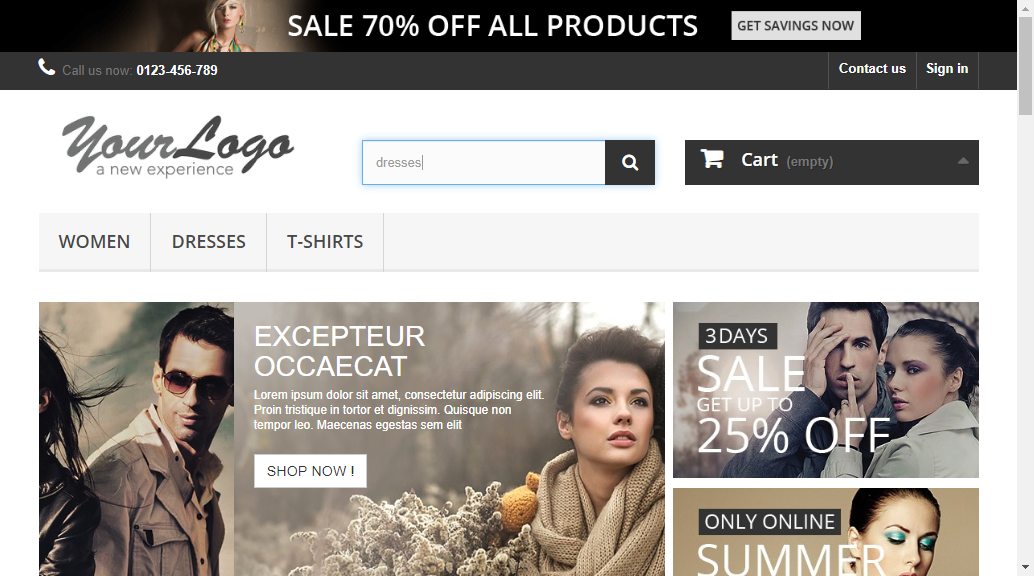 SALE 70% OFF ALL PRODUCTS
GET SAVINGS NOW
Call us now: 0123-456-789
Contact us
Sign in
YourLogo
a new experience
dresses
Cart (empty)
WOMEN
DRESSES
T-SHIRTS
EXCEPTEUR
OCCAECAT
Lorem ipsum dolor sit amet, consectetur adipiscing elit.
Proin tristique in tortor et dignissim. Quisque non
tempor leo. Maecenas egestas sem elit
SHOP NOW !
3 DAYS
SALE
GET UP TO
25% OFF
ONLY ONLINE
SUMMER